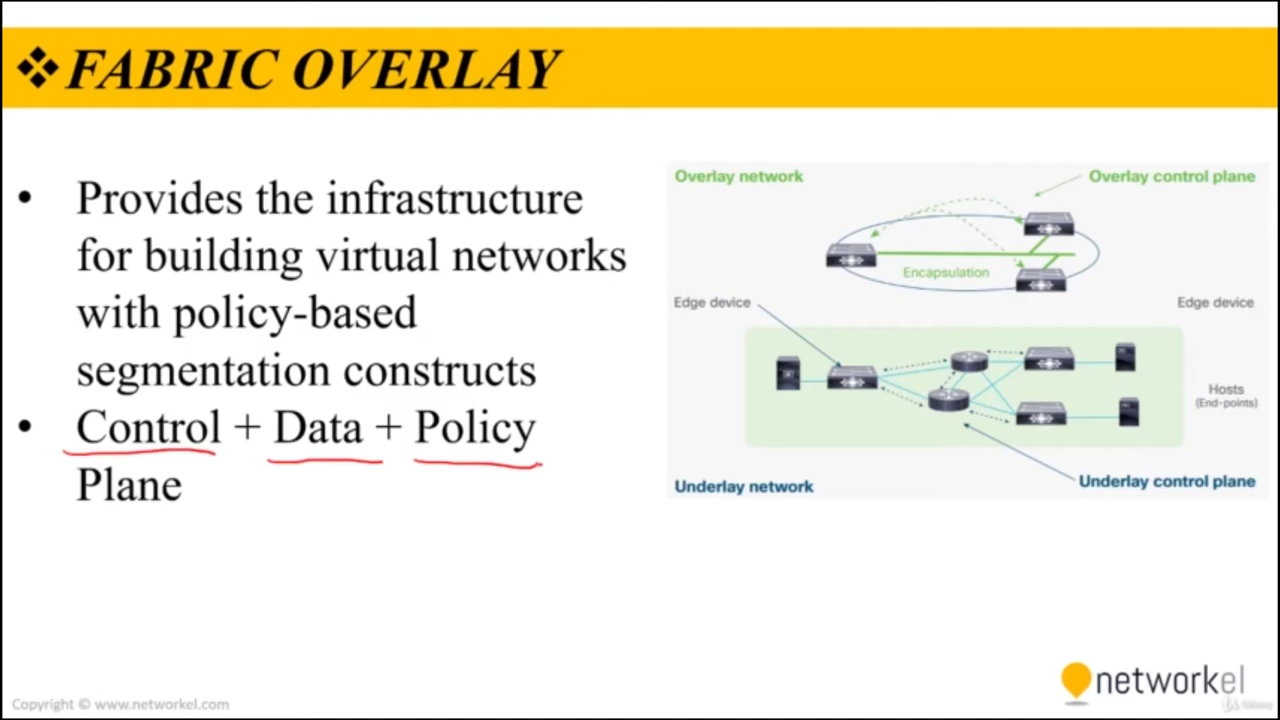 ❖FABRIC OVERLAY
• Provides the infrastructure
for building virtual networks
with policy-based
segmentation constructs
• Control + Data + Policy
Plane
Overlay network
Overlay control plane
Encapsulation
Edge device
Edge device
Hosts
(End-points)
Underlay network
Underlay control plane
Copyright © www.networkel.com
networkel
Udemy